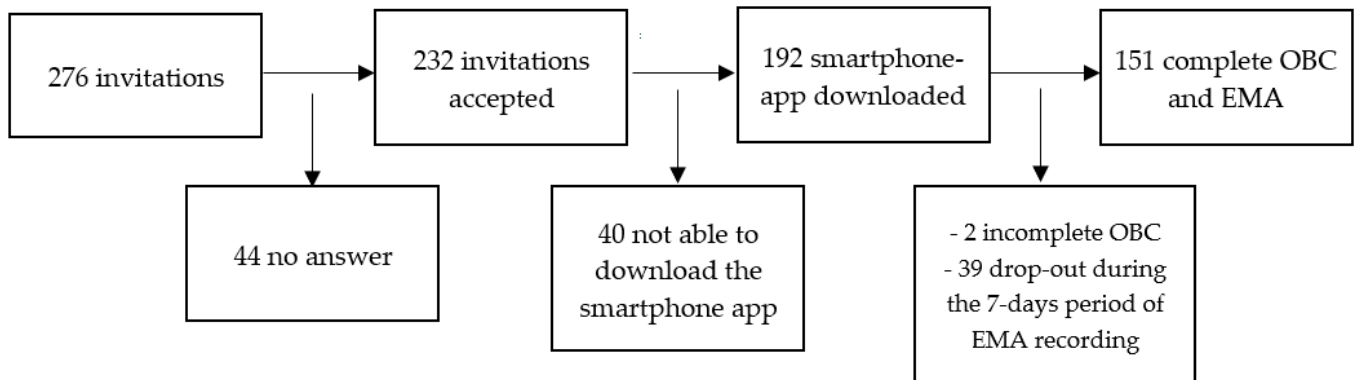 276 invitations
232 invitations
accepted
192 smartphone-
app downloaded
151 complete OBC
and EMA
44 no answer
40 not able to
download the
smartphone app
- 2 incomplete OBC
- 39 drop-out during
the 7-days period of
EMA recording